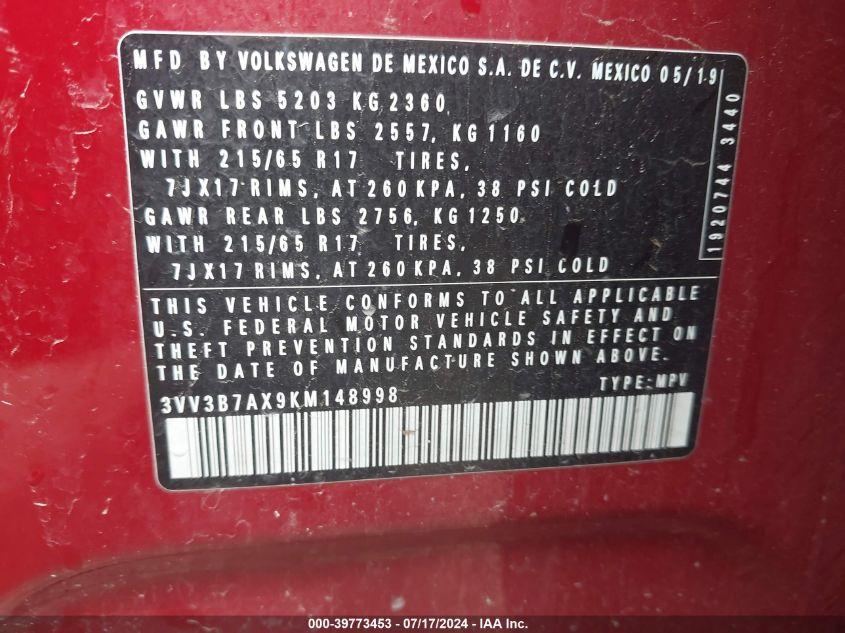 MFD BY VOLKSWAGEN DE MEXICO S.A. DE C.V. MEXICO 05/19
GVWR LBS 5203 KG 2360
GAWR FRONT LBS 2557, KG 1160
WITH 215/65 R17 TIRES,
7JX17 RIMS, AT 260 KPA, 38 PSI COLD
GAWR REAR LBS 2756, KG 1250
WITH 215/65 R17 TIRES,
7JX17 RIMS, AT 260 KPA, 38 PSI COLD
1920744 3440
THIS VEHICLE CONFORMS TO ALL APPLICABLE
U.S. FEDERAL MOTOR VEHICLE SAFETY AND
THEFT PREVENTION STANDARDS IN EFFECT ON
THE DATE OF MANUFACTURE SHOWN ABOVE.
3VV3B7AX9KM148998 TYPE: MPV
000-39773453 - 07/17/2024 - IAA Inc.